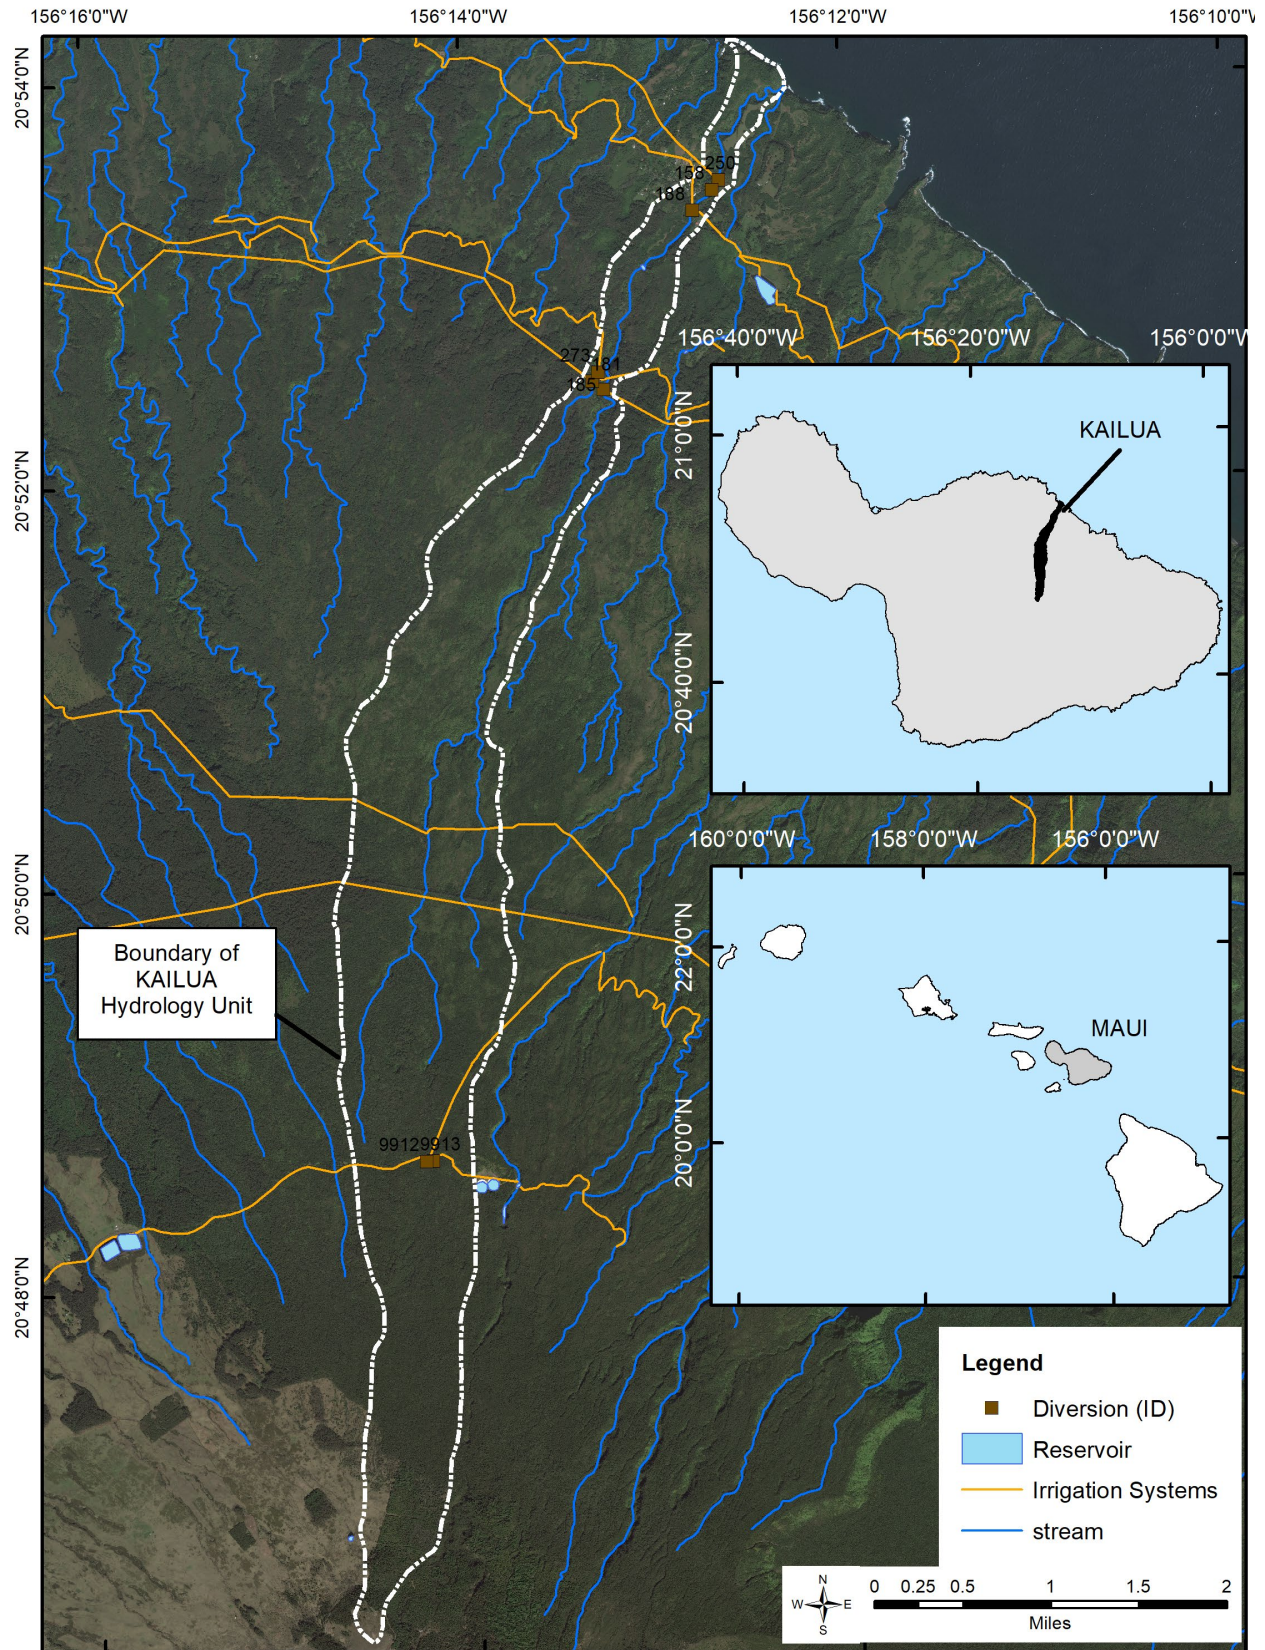 156°16'0"W 156°14'0"W 156°12'0"W 156°10'0"W
20°54'0"N
250
158
188
273
181
185
20°52'0"N
156°40'0"W 156°20'0"W 156°0'0"W
21°0'0"N
KAILUA
20°40'0"N
20°50'0"N
Boundary of
KAILUA
Hydrology Unit
160°0'0"W 158°0'0"W 156°0'0"W
22°0'0"N
MAUI
20°0'0"N
99129913
20°48'0"N
Legend
Diversion (ID)
Reservoir
Irrigation Systems
stream
N
W E
S
0 0.25 0.5 1 1.5 2
Miles